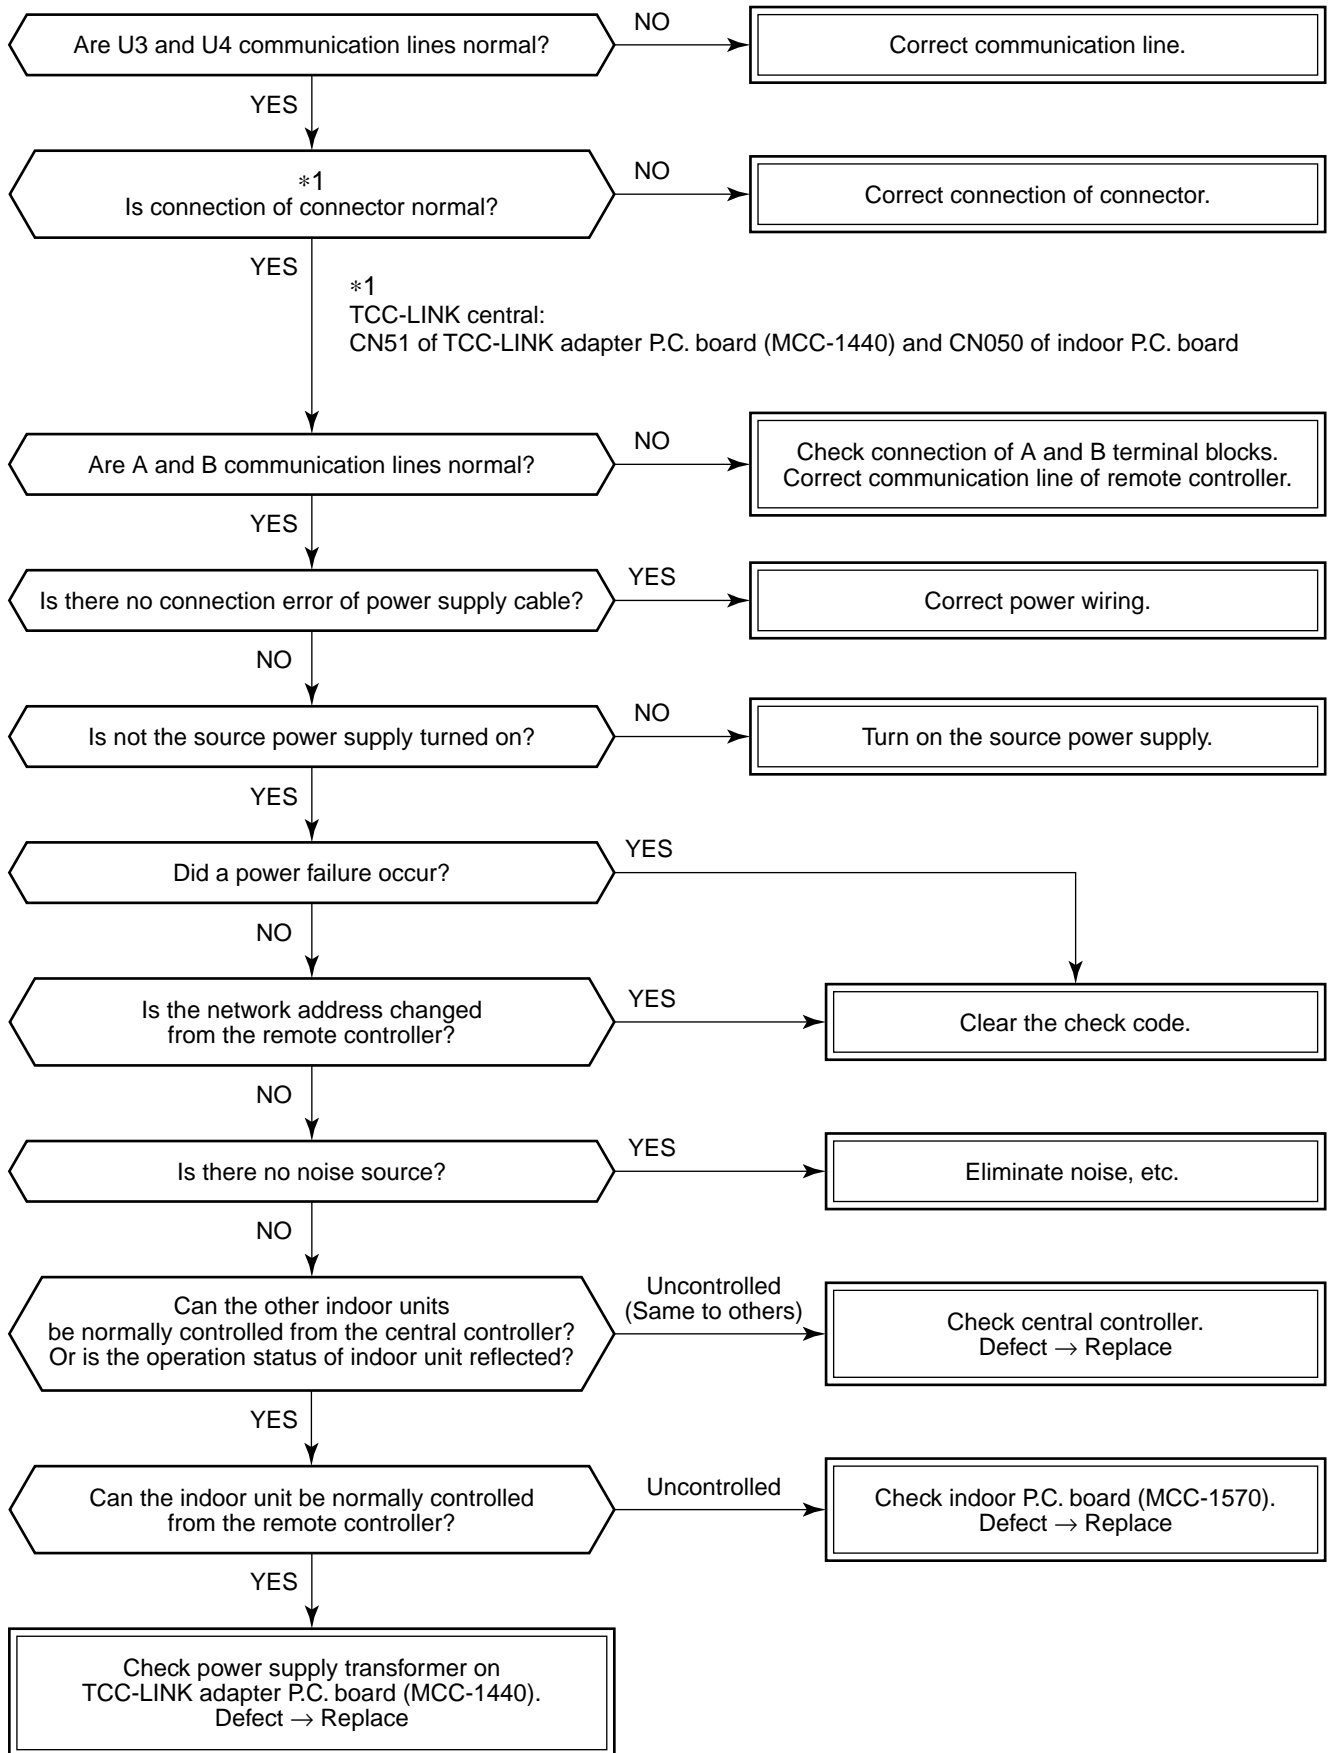 Are U3 and U4 communication lines normal?
NO
Correct communication line.
YES
*1
Is connection of connector normal?
NO
Correct connection of connector.
YES
*1
TCC-LINK central:
CN51 of TCC-LINK adapter P.C. board (MCC-1440) and CN050 of indoor P.C. board
Are A and B communication lines normal?
NO
Check connection of A and B terminal blocks.
Correct communication line of remote controller.
YES
Is there no connection error of power supply cable?
YES
Correct power wiring.
NO
Is not the source power supply turned on?
NO
Turn on the source power supply.
YES
Did a power failure occur?
YES
NO
Is the network address changed
from the remote controller?
YES
Clear the check code.
NO
Is there no noise source?
YES
Eliminate noise, etc.
NO
Can the other indoor units
be normally controlled from the central controller?
Or is the operation status of indoor unit reflected?
Uncontrolled
(Same to others)
Check central controller.
Defect → Replace
YES
Can the indoor unit be normally controlled
from the remote controller?
Uncontrolled
Check indoor P.C. board (MCC-1570).
Defect → Replace
YES
Check power supply transformer on
TCC-LINK adapter P.C. board (MCC-1440).
Defect → Replace